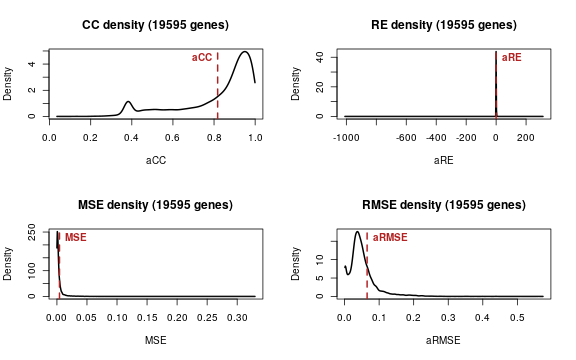 CC density (19595 genes)
Density
0 2 4
aCC
0.0 0.2 0.4 0.6 0.8 1.0
aCC
RE density (19595 genes)
Density
0 20 40
aRE
-1000 -600 -400 -200 0 200
aRE
MSE density (19595 genes)
Density
0 100 250
MSE
0.00 0.05 0.10 0.15 0.20 0.25 0.30
MSE
RMSE density (19595 genes)
Density
0 5 10
aRMSE
0.0 0.1 0.2 0.3 0.4 0.5
aRMSE